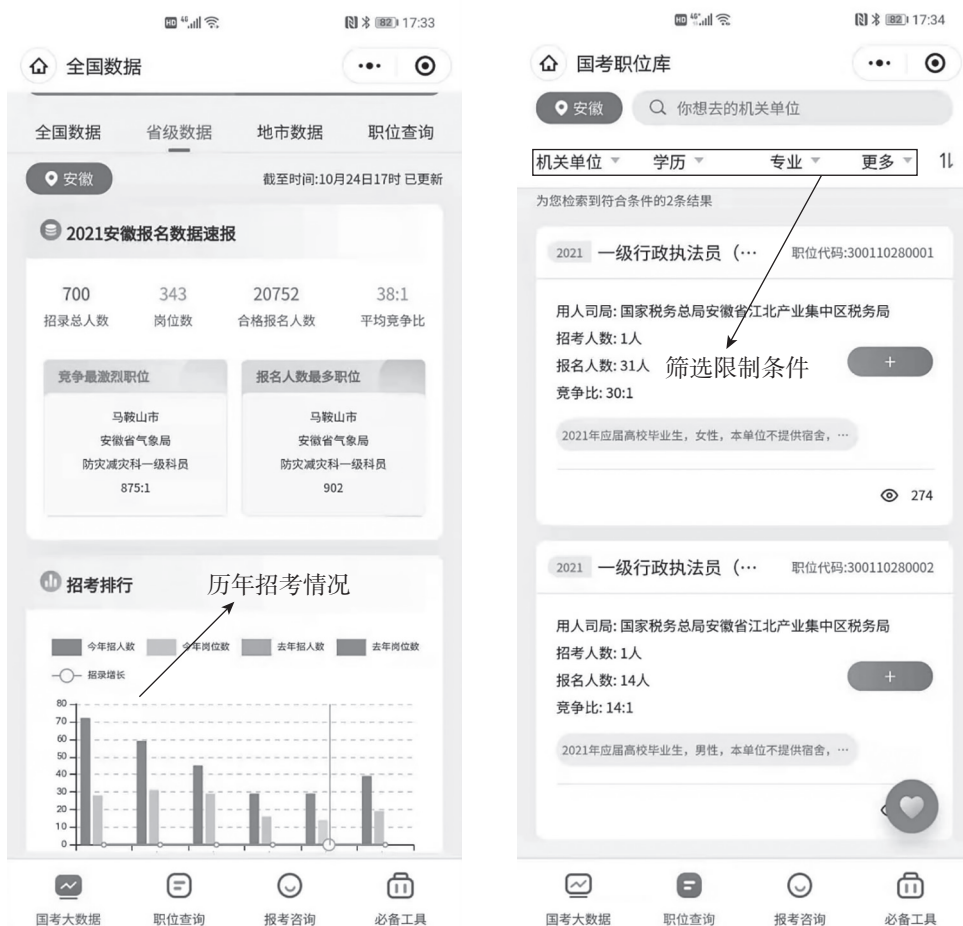 HD 46 82 17:33
全国数据
全国数据 省级数据 地市数据 职位查询
安徽 截至时间:10月24日17时 已更新
2021安徽报名数据速报
700 343 20752 38:1
招录总人数 岗位数 合格报名人数 平均竞争比
竞争最激烈职位 报名人数最多职位
马鞍山市 马鞍山市
安徽省气象局 安徽省气象局
防灾减灾科一级科员 防灾减灾科一级科员
875:1 902
招考排行 历年招考情况
今年招人数 今年岗位数 去年招人数 去年岗位数
招录增长
80
70
60
50
40
30
20
10
0
国考大数据 职位查询 报考咨询 必备工具
HD 46 82 17:34
国考职位库
安徽 你想去的机关单位
机关单位 学历 专业 更多
为您检索到符合条件的2条结果
2021 一级行政执法员（… 职位代码:300110280001
用人司局: 国家税务总局安徽省江北产业集中区税务局
招考人数: 1人
报名人数: 31人 筛选限制条件 +
竞争比: 30:1
2021年应届高校毕业生，女性，本单位不提供宿舍，…
274
2021 一级行政执法员（… 职位代码:300110280002
用人司局: 国家税务总局安徽省江北产业集中区税务局
招考人数: 1人
报名人数: 14人 +
竞争比: 14:1
2021年应届高校毕业生，男性，本单位不提供宿舍，…
国考大数据 职位查询 报考咨询 必备工具